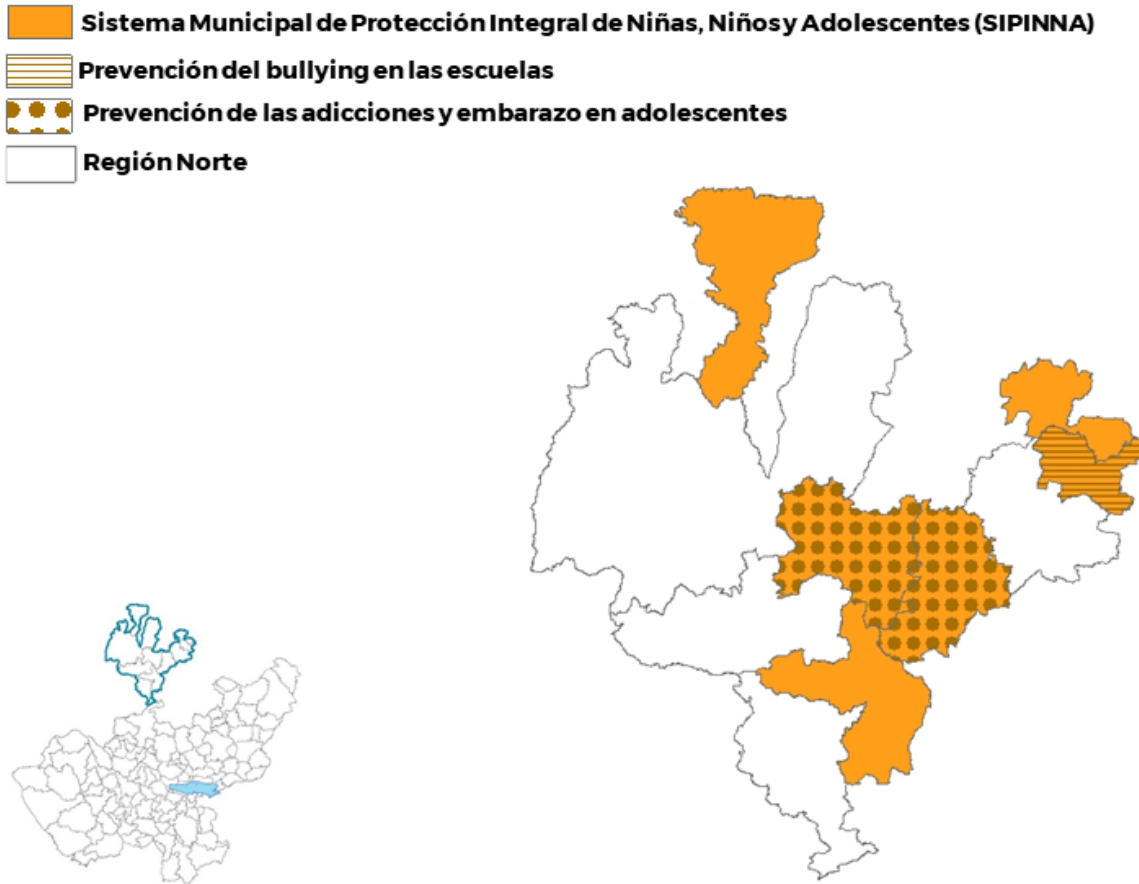 Sistema Municipal de Protección Integral de Niñas, Niños y Adolescentes (SIPINNA)
Prevención del bullying en las escuelas
Prevención de las adicciones y embarazo en adolescentes
Región Norte